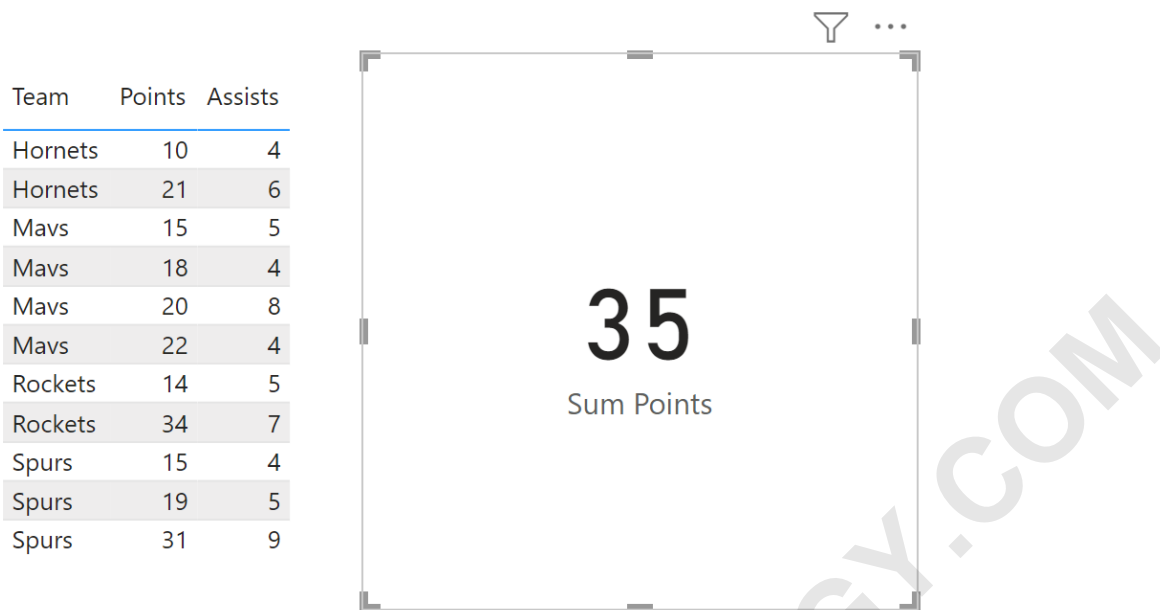 Team Points Assists
Hornets 10 4
Hornets 21 6
Mavs 15 5
Mavs 18 4
Mavs 20 8
Mavs 22 4
Rockets 14 5
Rockets 34 7
Spurs 15 4
Spurs 19 5
Spurs 31 9
35
Sum Points
GY.COM